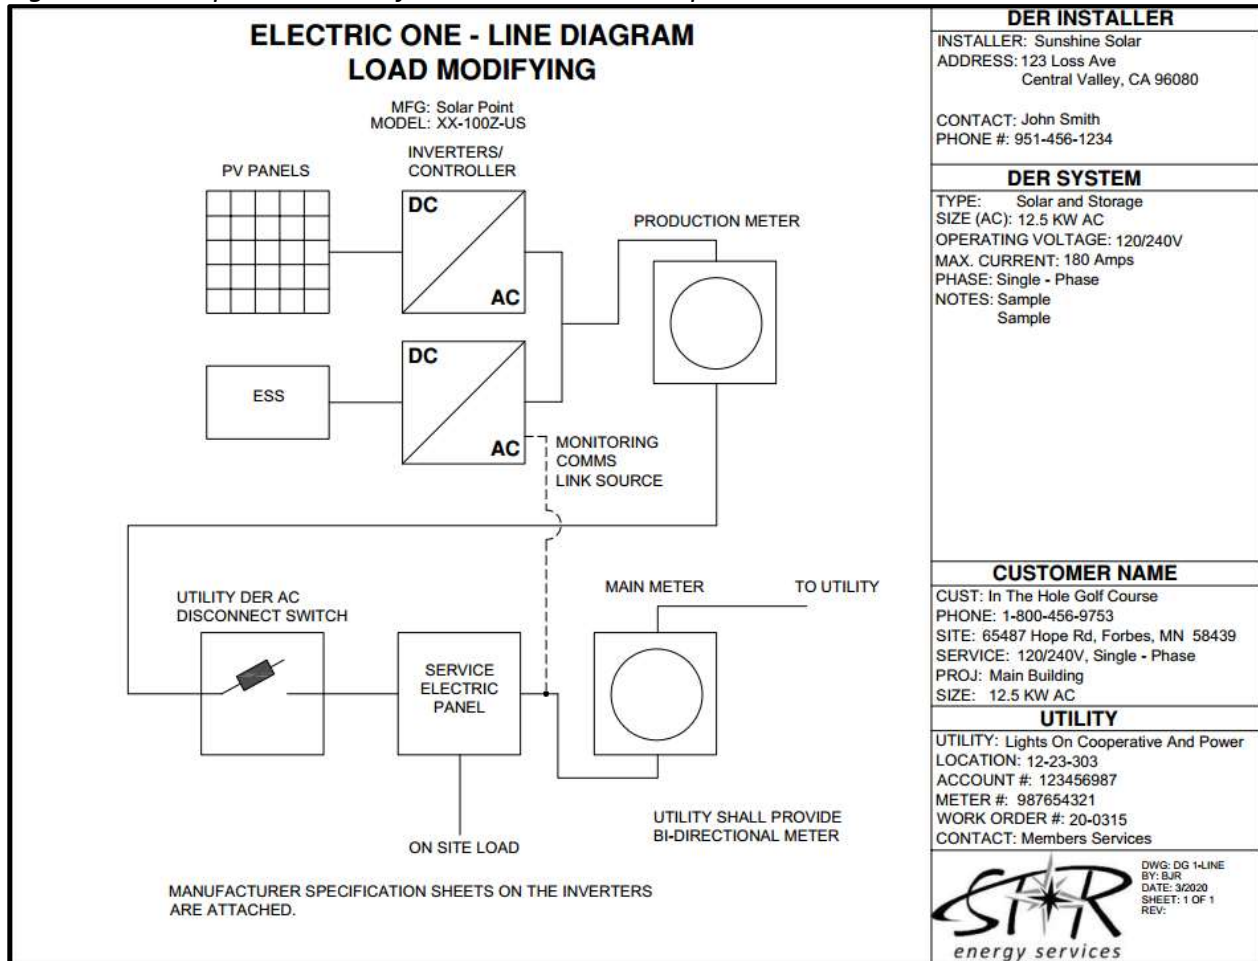 ELECTRIC ONE - LINE DIAGRAM
LOAD MODIFYING
MFG: Solar Point
MODEL: XX-100Z-US
INVERTERS/
CONTROLLER
PV PANELS
DC
AC
PRODUCTION METER
ESS
DC
AC
MONITORING
COMMS
LINK SOURCE
UTILITY DER AC
DISCONNECT SWITCH
SERVICE
ELECTRIC
PANEL
MAIN METER
TO UTILITY
ON SITE LOAD
UTILITY SHALL PROVIDE
BI-DIRECTIONAL METER
MANUFACTURER SPECIFICATION SHEETS ON THE INVERTERS
ARE ATTACHED.
DER INSTALLER
INSTALLER: Sunshine Solar
ADDRESS: 123 Loss Ave
Central Valley, CA 96080
CONTACT: John Smith
PHONE #: 951-456-1234
DER SYSTEM
TYPE: Solar and Storage
SIZE (AC): 12.5 KW AC
OPERATING VOLTAGE: 120/240V
MAX. CURRENT: 180 Amps
PHASE: Single - Phase
NOTES: Sample
Sample
CUSTOMER NAME
CUST: In The Hole Golf Course
PHONE: 1-800-456-9753
SITE: 65487 Hope Rd, Forbes, MN 58439
SERVICE: 120/240V, Single - Phase
PROJ: Main Building
SIZE: 12.5 KW AC
UTILITY
UTILITY: Lights On Cooperative And Power
LOCATION: 12-23-303
ACCOUNT #: 123456987
METER #: 987654321
WORK ORDER #: 20-0315
CONTACT: Members Services
STAR
energy services
DWG: DG 1-LINE
BY: BJR
DATE: 3/2020
SHEET: 1 OF 1
REV: